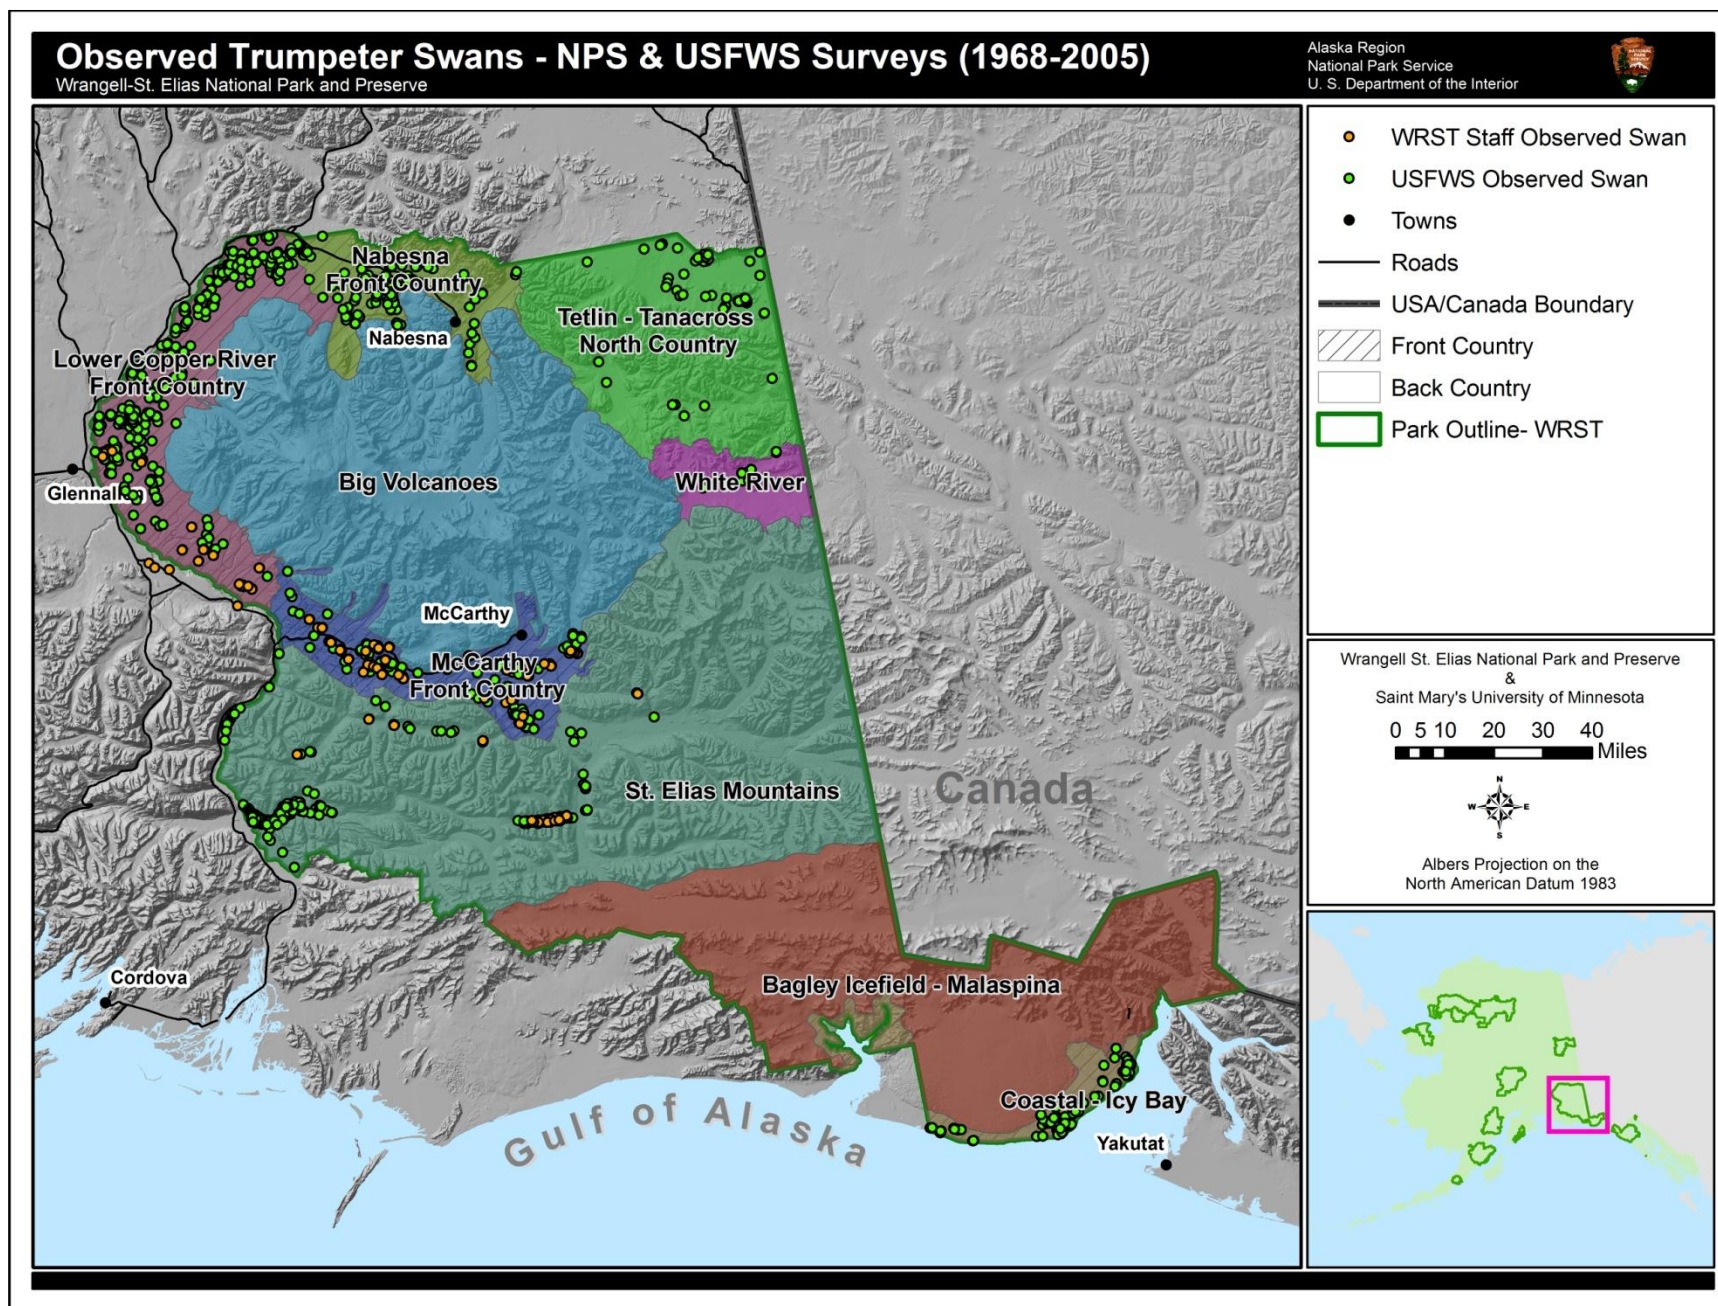 Observed Trumpeter Swans - NPS & USFWS Surveys (1968-2005)
Wrangell-St. Elias National Park and Preserve
Alaska Region
National Park Service
U. S. Department of the Interior
WRST Staff Observed Swan
USFWS Observed Swan
Towns
Roads
USA/Canada Boundary
Front Country
Back Country
Park Outline- WRST
Nabesna
Front Country
Nabesna
Tetlin - Tanacross
North Country
Lower Copper River
Front Country
Big Volcanoes
White River
Glennallen
McCarthy
McCarthy
Front Country
St. Elias Mountains
Canada
Bagley Icefield - Malaspina
Cordova
Coastal - Icy Bay
Yakutat
Gulf of Alaska
Wrangell St. Elias National Park and Preserve
&
Saint Mary's University of Minnesota
0 5 10 20 30 40
Miles
N
W E
S
Albers Projection on the
North American Datum 1983